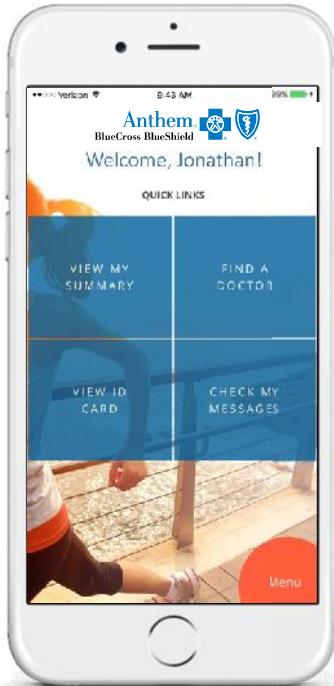 Verizon 8:43 AM 99%
Anthem
BlueCross BlueShield
Welcome, Jonathan!
QUICK LINKS
VIEW MY
SUMMARY
FIND A
DOCTOR
VIEW ID
CARD
CHECK MY
MESSAGES
Menu